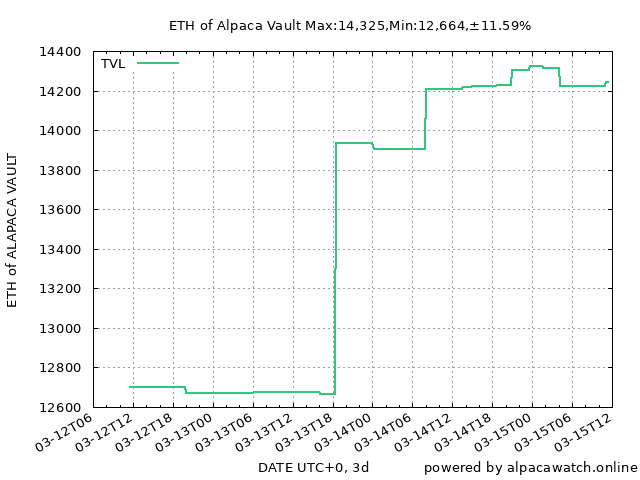 ETH of Alpaca Vault Max:14,325,Min:12,664,±11.59%
TVL
14400
14200
14000
13800
13600
13400
13200
13000
12800
12600
ETH of ALAPACA VAULT
03-12T06
03-12T12
03-12T18
03-13T00
03-13T06
03-13T12
03-13T18
03-14T00
03-14T06
03-14T12
03-14T18
03-15T00
03-15T06
03-15T12
DATE UTC+0, 3d
powered by alpacawatch.online